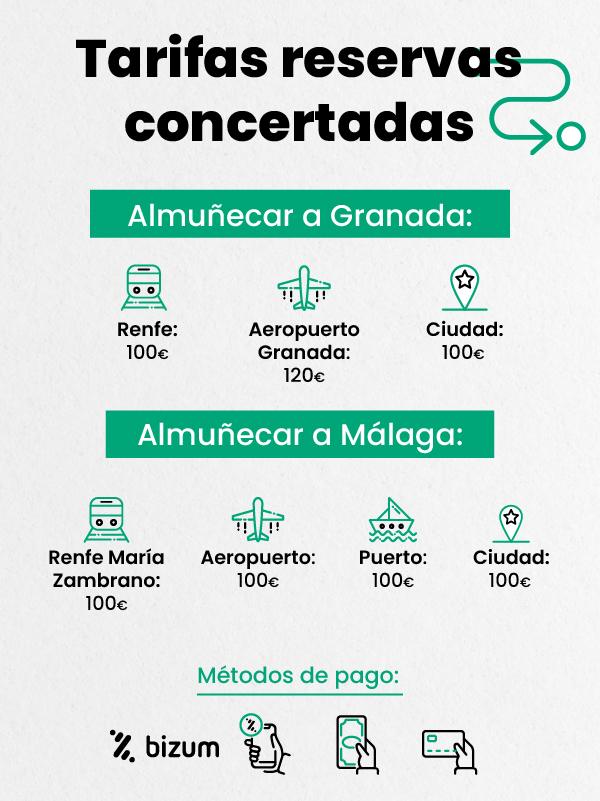 Tarifas reservas
concertadas
Almuñecar a Granada:
Renfe:
100€
Aeropuerto
Granada:
120€
Ciudad:
100€
Almuñecar a Málaga:
Renfe María
Zambrano:
100€
Aeropuerto:
100€
Puerto:
100€
Ciudad:
100€
Métodos de pago:
bizum